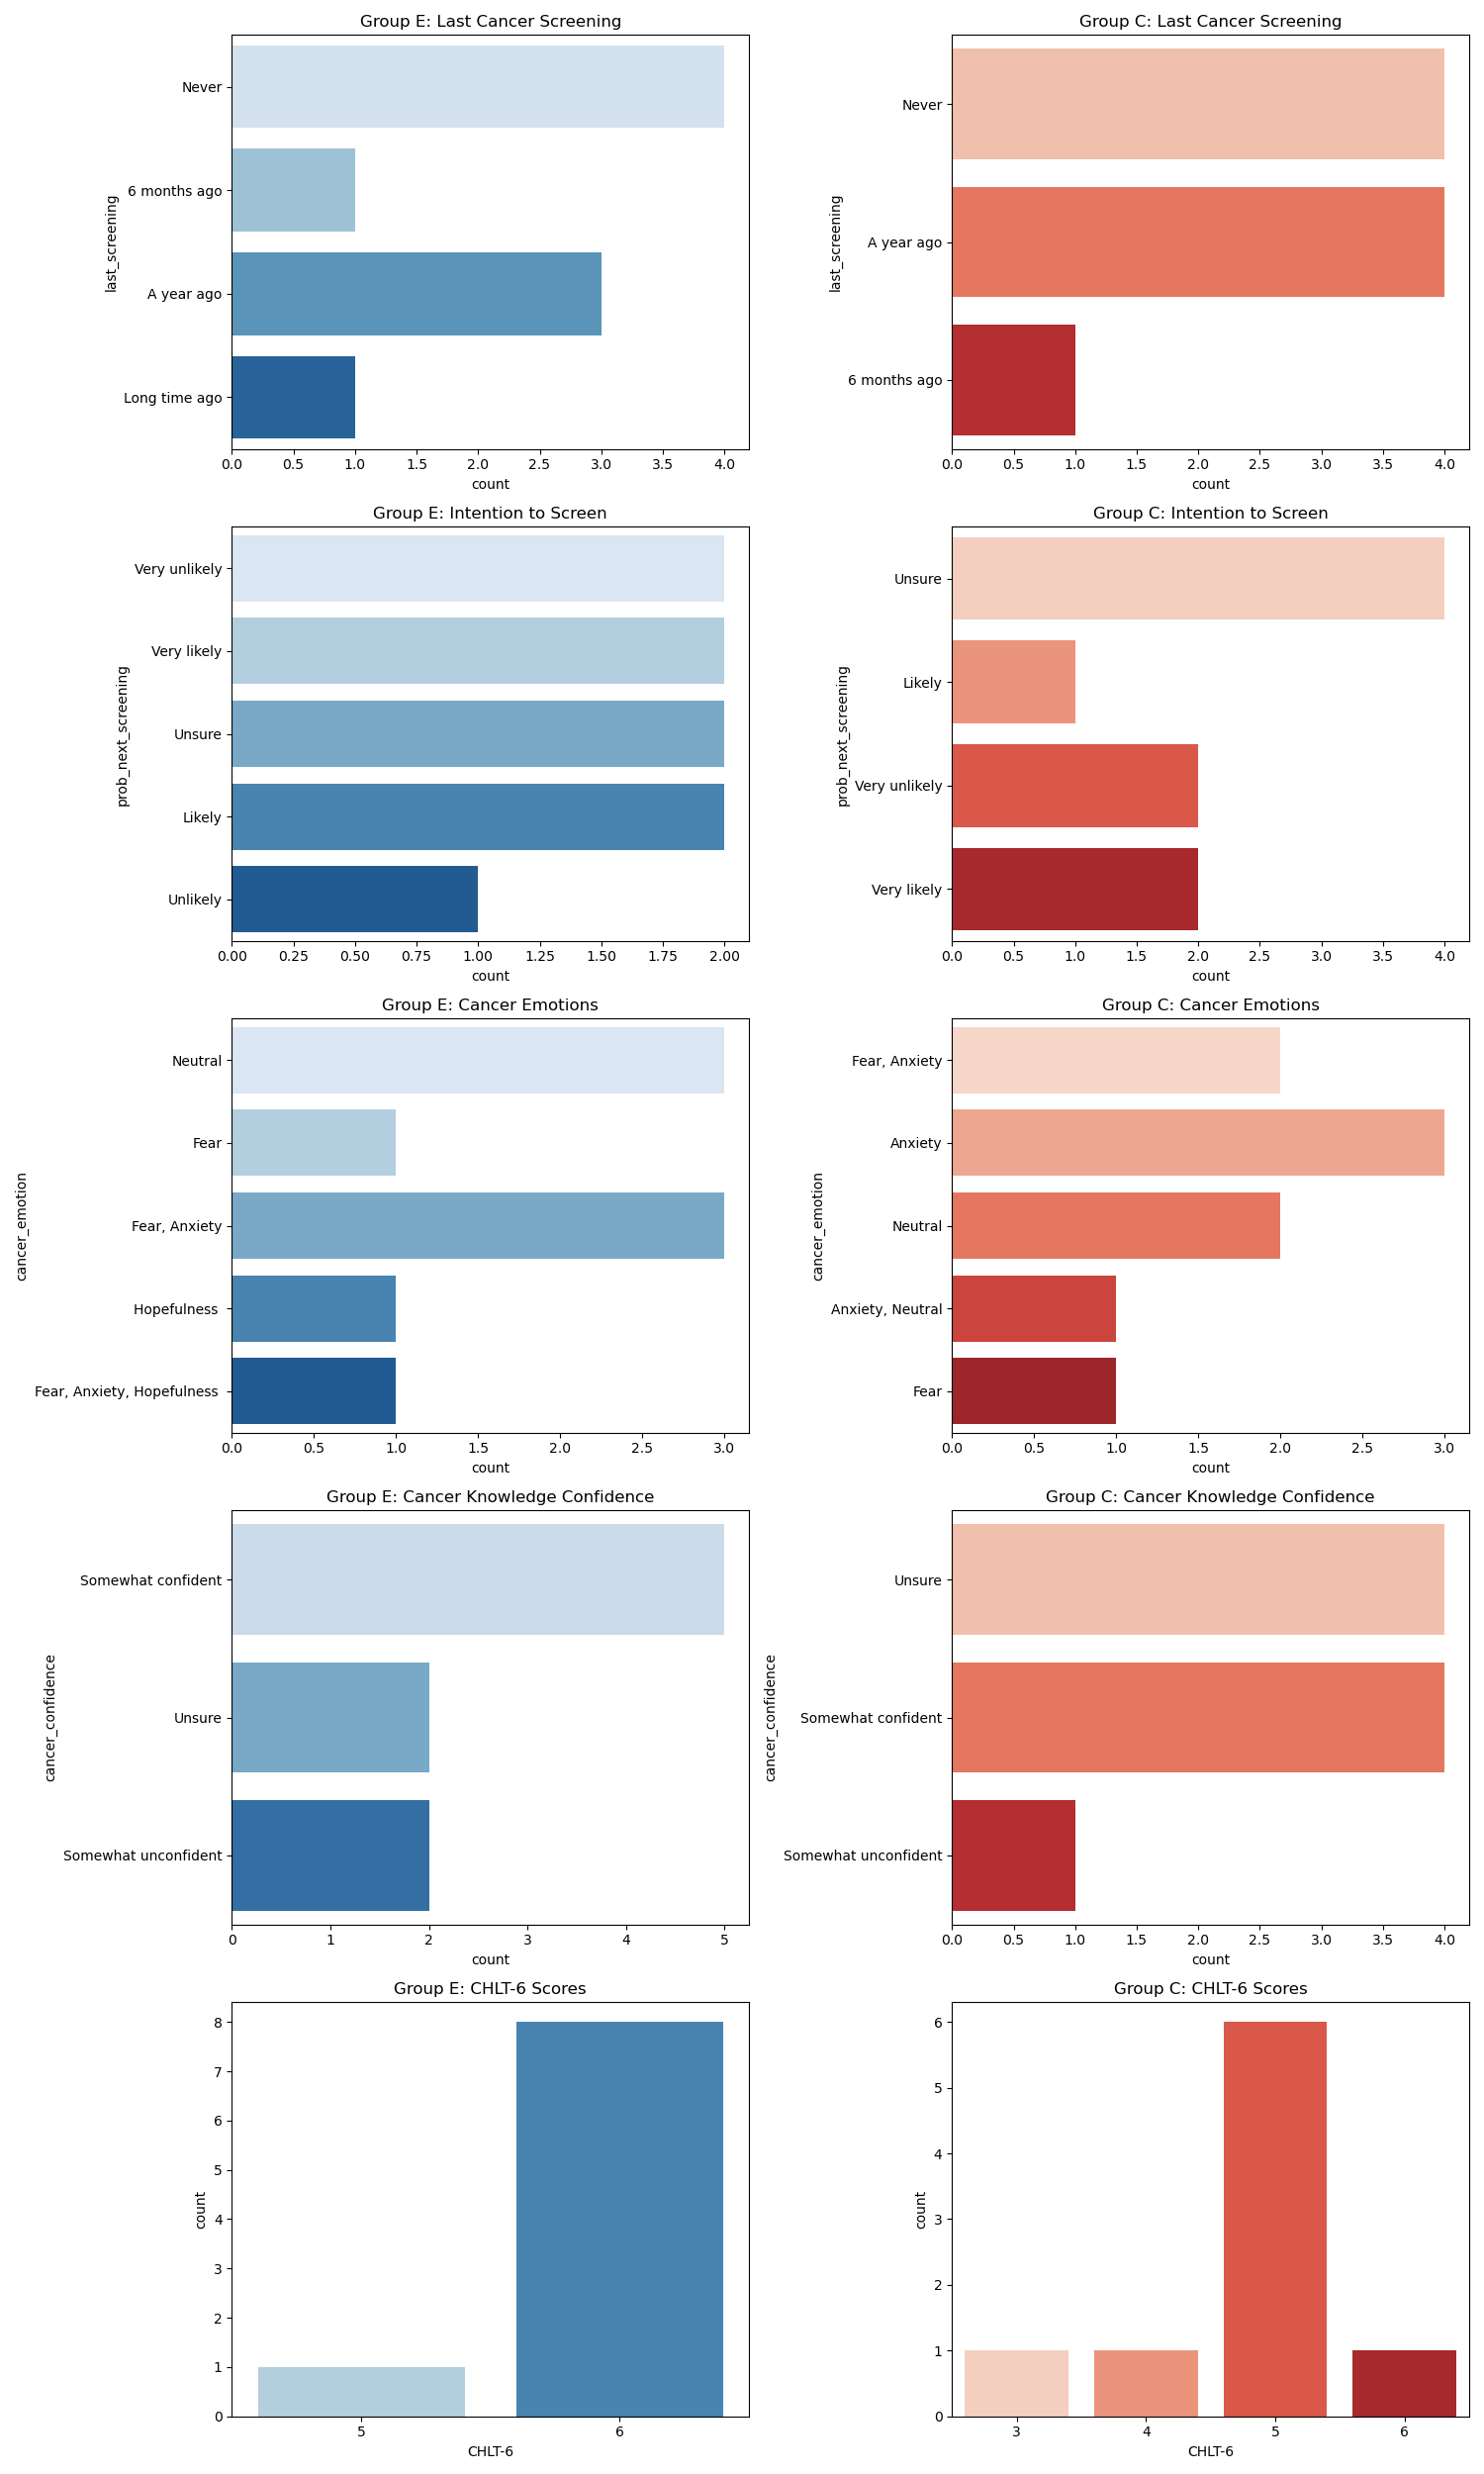 Group E: Last Cancer Screening
last_screening
Never
6 months ago
A year ago
Long time ago
0.0 0.5 1.0 1.5 2.0 2.5 3.0 3.5 4.0
count
Group C: Last Cancer Screening
last_screening
Never
A year ago
6 months ago
0.0 0.5 1.0 1.5 2.0 2.5 3.0 3.5 4.0
count
Group E: Intention to Screen
prob_next_screening
Very unlikely
Very likely
Unsure
Likely
Unlikely
0.00 0.25 0.50 0.75 1.00 1.25 1.50 1.75 2.00
count
Group C: Intention to Screen
prob_next_screening
Unsure
Likely
Very unlikely
Very likely
0.0 0.5 1.0 1.5 2.0 2.5 3.0 3.5 4.0
count
Group E: Cancer Emotions
cancer_emotion
Neutral
Fear
Fear, Anxiety
Hopefulness
Fear, Anxiety, Hopefulness
0.0 0.5 1.0 1.5 2.0 2.5 3.0
count
Group C: Cancer Emotions
cancer_emotion
Fear, Anxiety
Anxiety
Neutral
Anxiety, Neutral
Fear
0.0 0.5 1.0 1.5 2.0 2.5 3.0
count
Group E: Cancer Knowledge Confidence
cancer_confidence
Somewhat confident
Unsure
Somewhat unconfident
0 1 2 3 4 5
count
Group C: Cancer Knowledge Confidence
cancer_confidence
Unsure
Somewhat confident
Somewhat unconfident
0.0 0.5 1.0 1.5 2.0 2.5 3.0 3.5 4.0
count
Group E: CHLT-6 Scores
count
8
7
6
5
4
3
2
1
0
5 6
CHLT-6
Group C: CHLT-6 Scores
count
6
5
4
3
2
1
0
3 4 5 6
CHLT-6